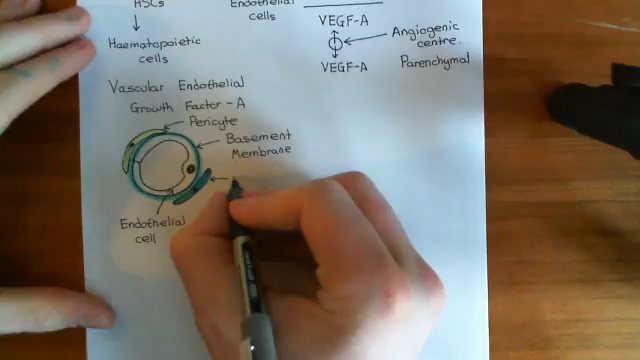 HSCs
Haematopoietic
cells
Endothelial
cells
VEGF-A
Angiogenic
centre.
VEGF-A
Parenchymal
Vascular Endothelial
Growth Factor - A
Pericyte
Basement
Membrane
Endothelial
cell